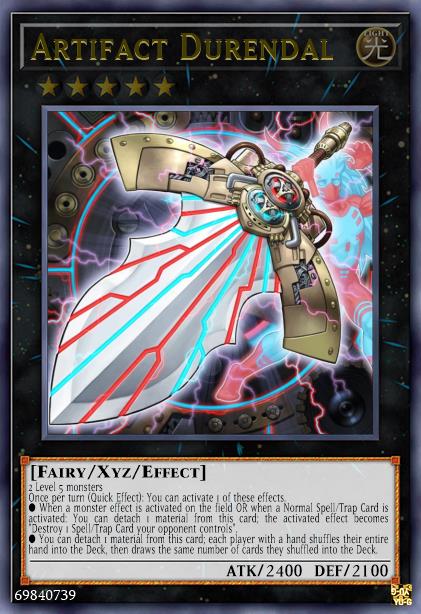 ARTIFACT DURENDAL
LIGHT
光
[FAIRY/XYZ/EFFECT]
2 Level 5 monsters
Once per turn (Quick Effect): You can activate 1 of these effects.
● When a monster effect is activated on the field OR when a Normal Spell/Trap Card is
activated: You can detach 1 material from this card; the activated effect becomes
"Destroy 1 Spell/Trap Card your opponent controls".
● You can detach 1 material from this card; each player with a hand shuffles their entire
hand into the Deck, then draws the same number of cards they shuffled into the Deck.
ATK/2400 DEF/2100
69840739